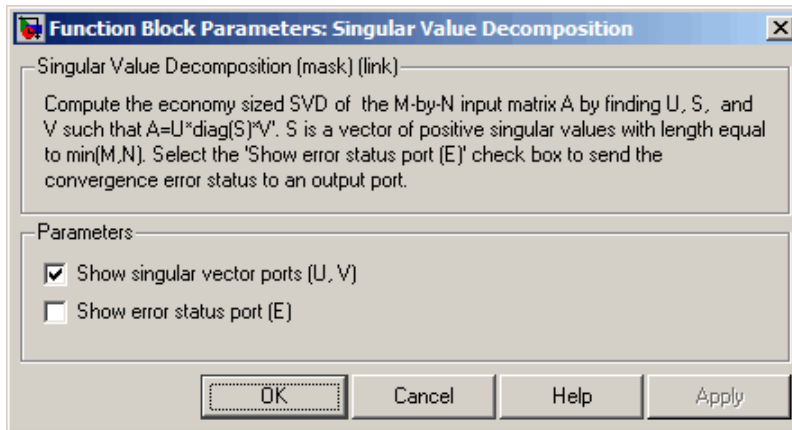 Function Block Parameters: Singular Value Decomposition
Singular Value Decomposition (mask) (link)
Compute the economy sized SVD of the M-by-N input matrix A by finding U, S, and
V such that A=U*diag(S)*V'. S is a vector of positive singular values with length equal
to min(M,N). Select the 'Show error status port (E)' check box to send the
convergence error status to an output port.
Parameters
Show singular vector ports (U, V)
Show error status port (E)
OK Cancel Help Apply